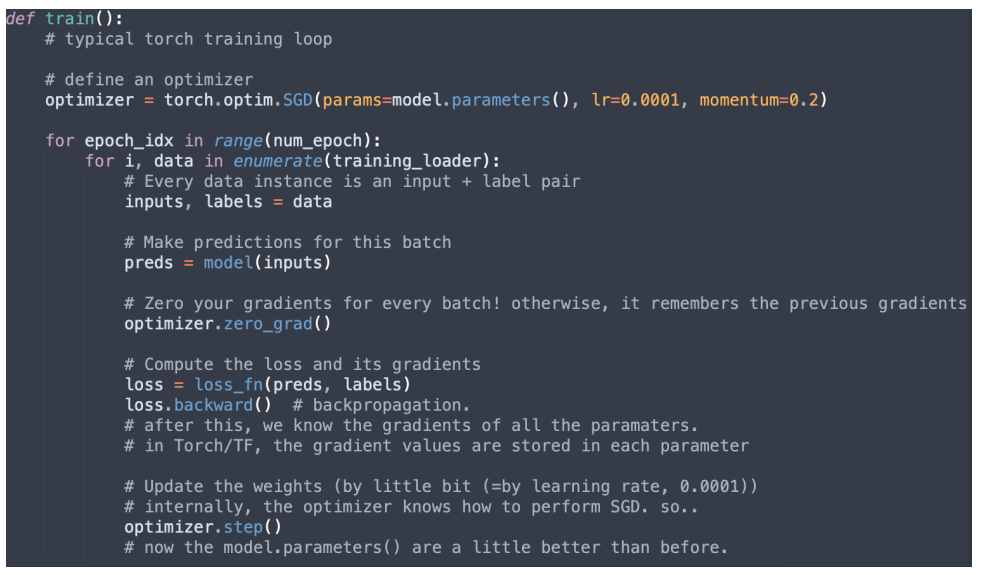 def train():
    # typical torch training loop

    # define an optimizer
    optimizer = torch.optim.SGD(params=model.parameters(), lr=0.0001, momentum=0.2)

    for epoch_idx in range(num_epoch):
        for i, data in enumerate(training_loader):
            # Every data instance is an input + label pair
            inputs, labels = data

            # Make predictions for this batch
            preds = model(inputs)

            # Zero your gradients for every batch! otherwise, it remembers the previous gradients
            optimizer.zero_grad()

            # Compute the loss and its gradients
            loss = loss_fn(preds, labels)
            loss.backward()  # backpropagation.
            # after this, we know the gradients of all the paramaters.
            # in Torch/TF, the gradient values are stored in each parameter

            # Update the weights (by little bit (=by learning rate, 0.0001))
            # internally, the optimizer knows how to perform SGD. so..
            optimizer.step()
            # now the model.parameters() are a little better than before.